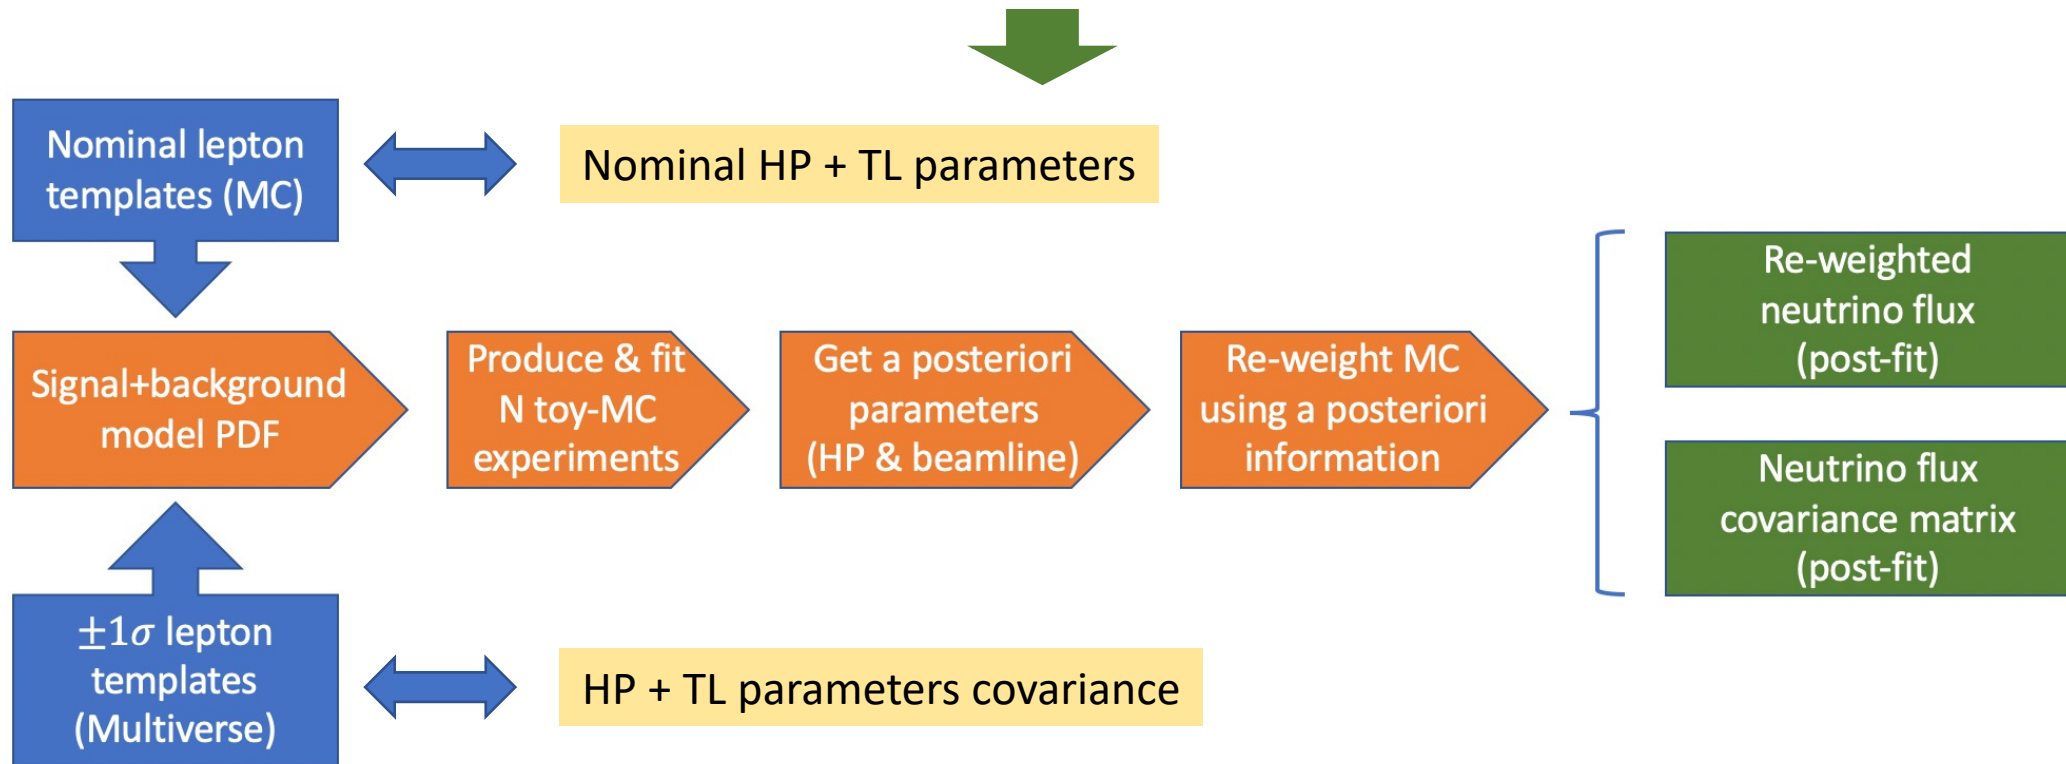 Nominal lepton
templates (MC)
Nominal HP + TL parameters
Signal+background
model PDF
Produce & fit
N toy-MC
experiments
Get a posteriori
parameters
(HP & beamline)
Re-weight MC
using a posteriori
information
Re-weighted
neutrino flux
(post-fit)
Neutrino flux
covariance matrix
(post-fit)
±1σ lepton
templates
(Multiverse)
HP + TL parameters covariance